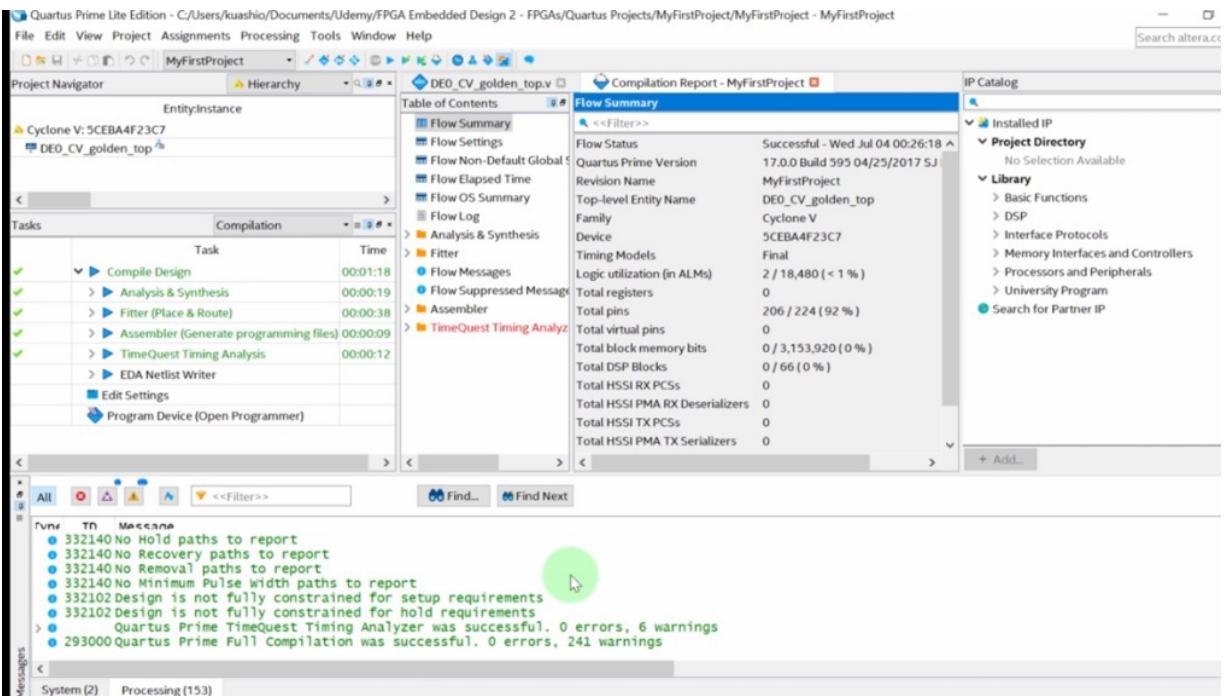 Quartus Prime Lite Edition - C:/Users/kuashio/Documents/Udemy/FPGA Embedded Design 2 - FPGAs/Quartus Projects/MyFirstProject/MyFirstProject - MyFirstProject
File Edit View Project Assignments Processing Tools Window Help
Search altera.co
MyFirstProject
Project Navigator
Hierarchy
Entity:Instance
Cyclone V: 5CEBA4F23C7
DE0_CV_golden_top
Tasks
Compilation
Task Time
Compile Design 00:01:18
Analysis & Synthesis 00:00:19
Fitter (Place & Route) 00:00:38
Assembler (Generate programming files) 00:00:09
TimeQuest Timing Analysis 00:00:12
EDA Netlist Writer
Edit Settings
Program Device (Open Programmer)
DE0_CV_golden_top.v
Compilation Report - MyFirstProject
Table of Contents
Flow Summary
Flow Settings
Flow Non-Default Global S
Flow Elapsed Time
Flow OS Summary
Flow Log
Analysis & Synthesis
Fitter
Flow Messages
Flow Suppressed Message
Assembler
TimeQuest Timing Analyz
Flow Summary
<<Filter>>
Flow Status Successful - Wed Jul 04 00:26:18
Quartus Prime Version 17.0.0 Build 595 04/25/2017 SJ
Revision Name MyFirstProject
Top-level Entity Name DE0_CV_golden_top
Family Cyclone V
Device 5CEBA4F23C7
Timing Models Final
Logic utilization (in ALMs) 2 / 18,480 ( < 1 % )
Total registers 0
Total pins 206 / 224 ( 92 % )
Total virtual pins 0
Total block memory bits 0 / 3,153,920 ( 0 % )
Total DSP Blocks 0 / 66 ( 0 % )
Total HSSI RX PCSs 0
Total HSSI PMA RX Deserializers 0
Total HSSI TX PCSs 0
Total HSSI PMA TX Serializers 0
IP Catalog
Installed IP
Project Directory
No Selection Available
Library
Basic Functions
DSP
Interface Protocols
Memory Interfaces and Controllers
Processors and Peripherals
University Program
Search for Partner IP
+ Add...
All
<<Filter>>
Find...
Find Next
Type ID Message
332140 No Hold paths to report
332140 No Recovery paths to report
332140 No Removal paths to report
332140 No Minimum Pulse Width paths to report
332102 Design is not fully constrained for setup requirements
332102 Design is not fully constrained for hold requirements
Quartus Prime TimeQuest Timing Analyzer was successful. 0 errors, 6 warnings
293000 Quartus Prime Full Compilation was successful. 0 errors, 241 warnings
Messages
System (2)
Processing (153)